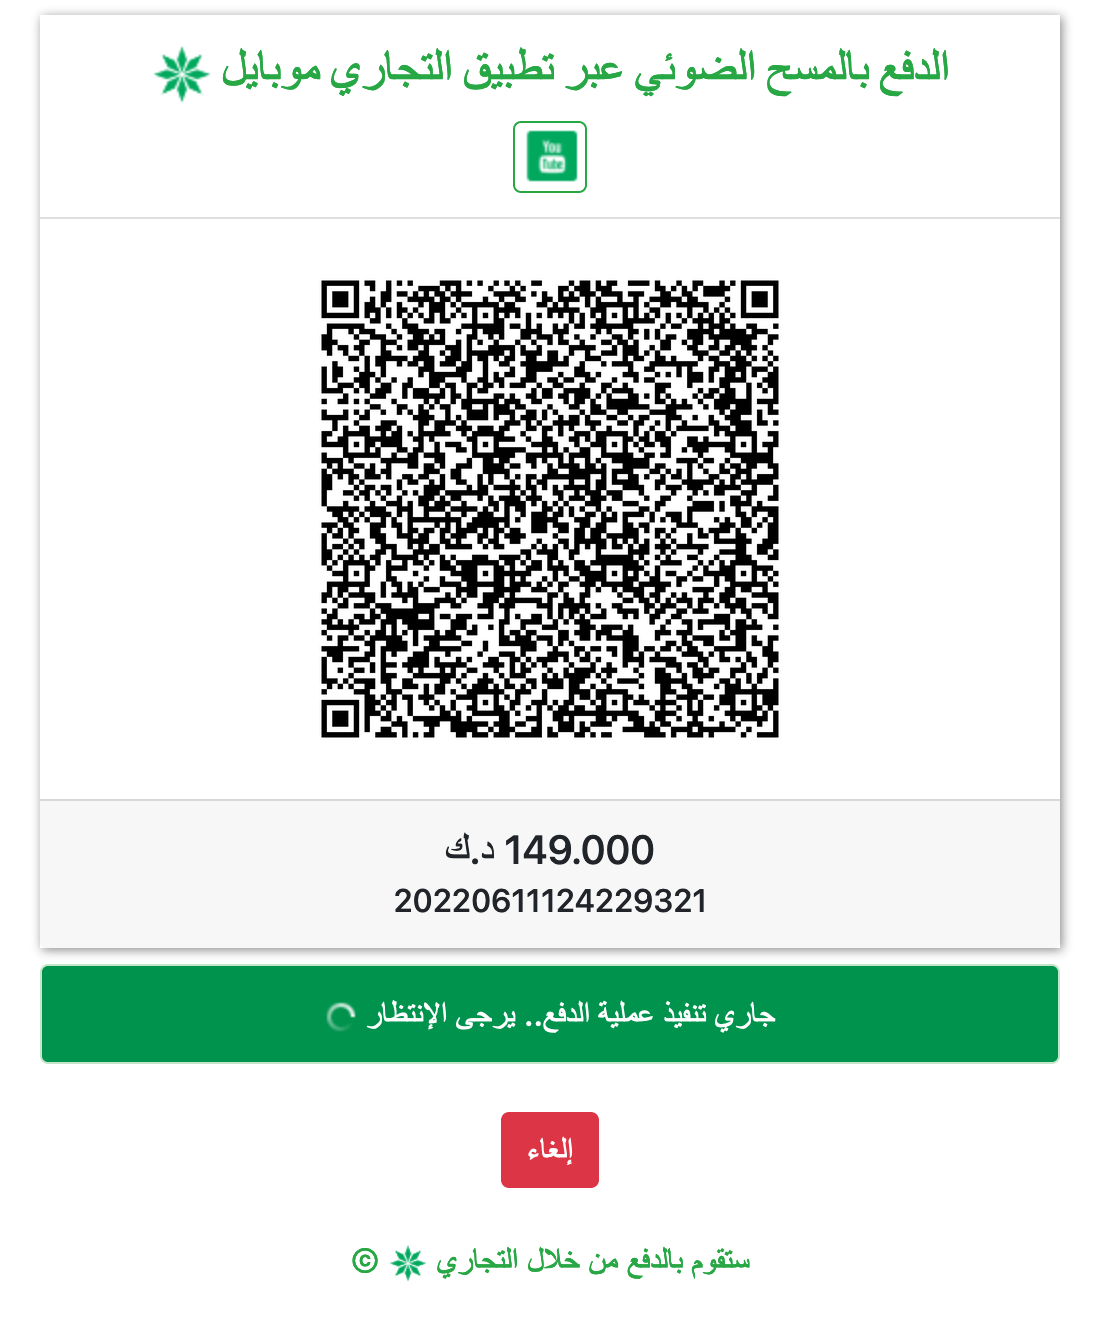 الدفع بالمسح الضوئي عبر تطبيق التجاري موبايل
You
Tube
149.000 د.ك
20220611124229321
جاري تنفيذ عملية الدفع.. يرجى الإنتظار
إلغاء
ستقوم بالدفع من خلال التجاري ©